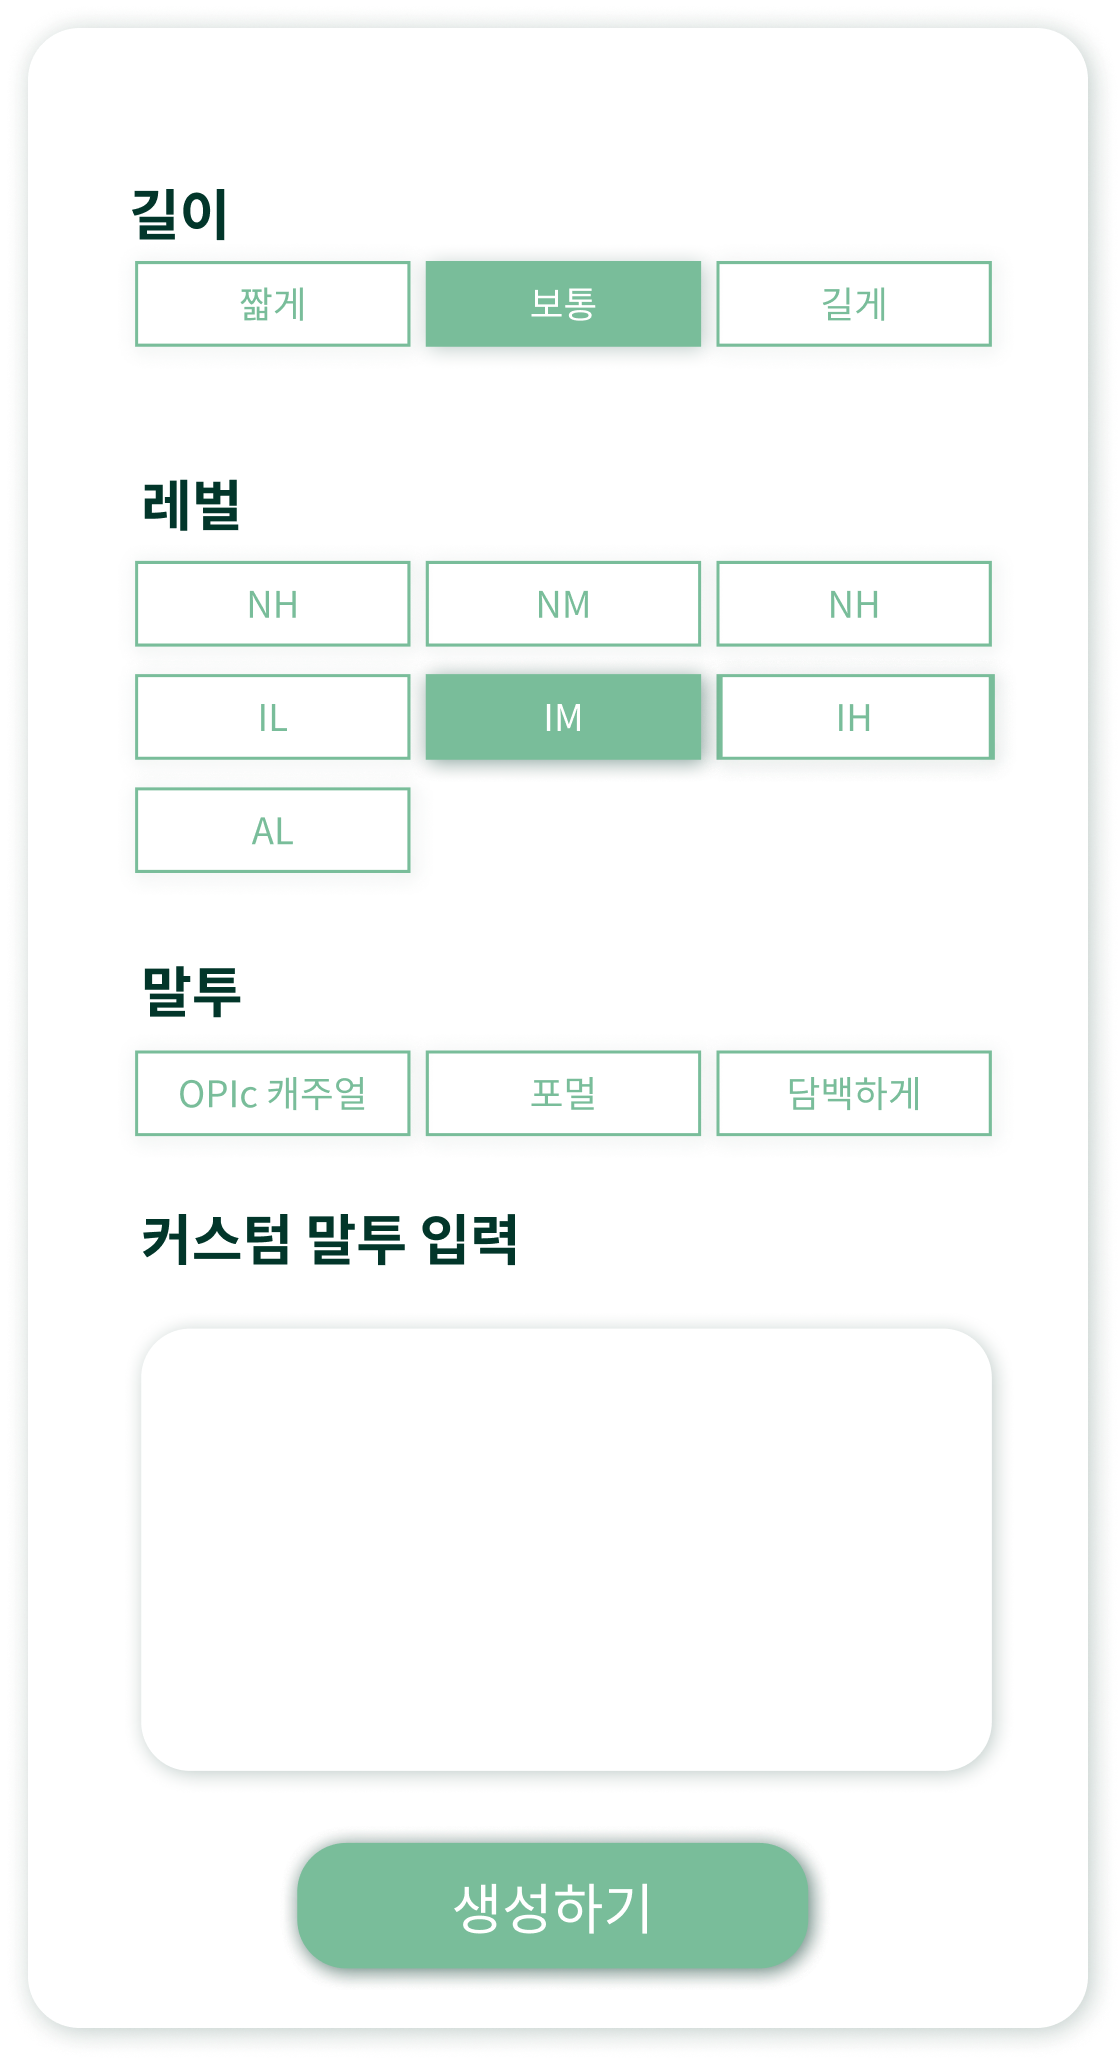 길이
짧게 보통 길게
레벌
NH NM NH
IL IM IH
AL
말투
OPIc 캐주얼 포멀 담백하게
커스텀 말투 입력
생성하기